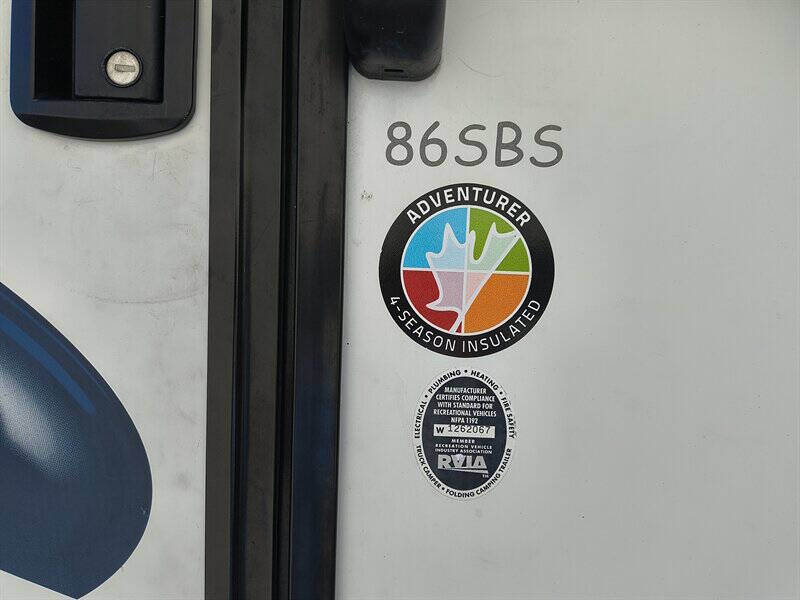 86SBS
ADVENTURER
4-SEASON INSULATED
ELECTRICAL • PLUMBING • HEATING • FIRE SAFETY
MANUFACTURER
CERTIFIES COMPLIANCE
WITH STANDARD FOR
RECREATIONAL VEHICLES
NFPA 1192
W 1262067
MEMBER
RECREATION VEHICLE
INDUSTRY ASSOCIATION
RVIA
TM
TRUCK CAMPER • FOLDING CAMPING TRAILER